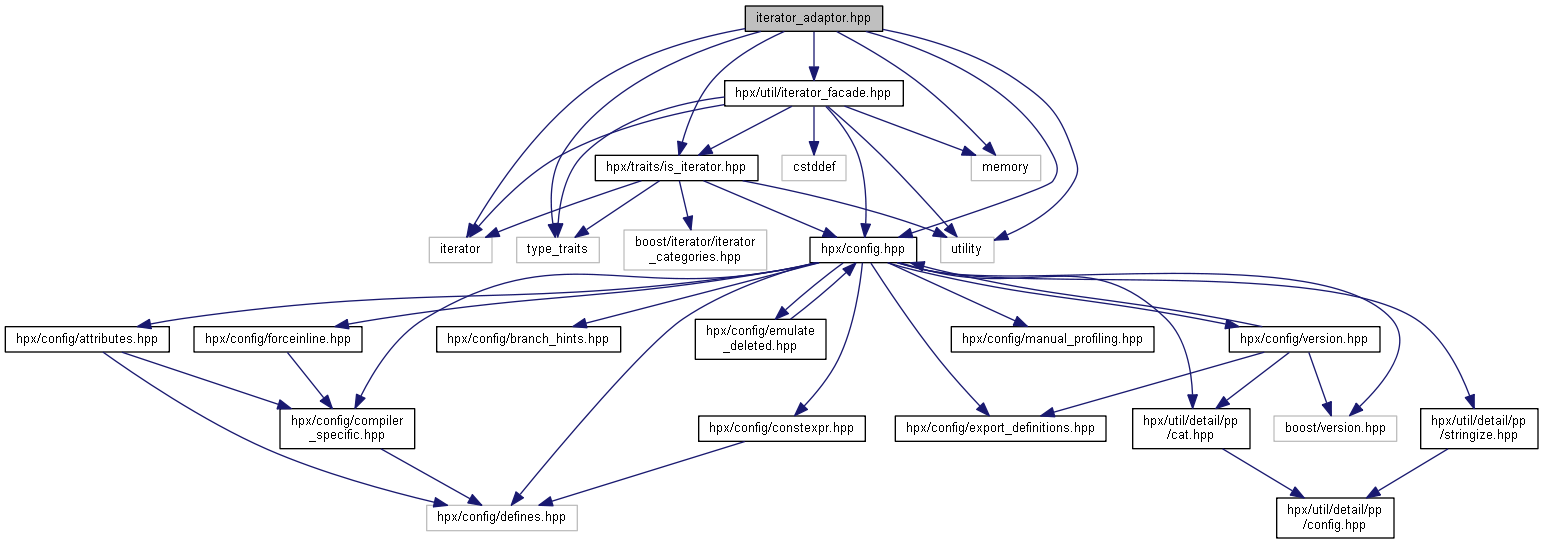 iterator_adaptor.hpp
hpx/util/iterator_facade.hpp
hpx/traits/is_iterator.hpp
cstddef
memory
iterator
type_traits
boost/iterator/iterator
_categories.hpp
hpx/config.hpp
utility
hpx/config/attributes.hpp
hpx/config/forceinline.hpp
hpx/config/branch_hints.hpp
hpx/config/emulate
_deleted.hpp
hpx/config/manual_profiling.hpp
hpx/config/version.hpp
hpx/config/compiler
_specific.hpp
hpx/config/constexpr.hpp
hpx/config/export_definitions.hpp
hpx/util/detail/pp
/cat.hpp
boost/version.hpp
hpx/util/detail/pp
/stringize.hpp
hpx/config/defines.hpp
hpx/util/detail/pp
/config.hpp